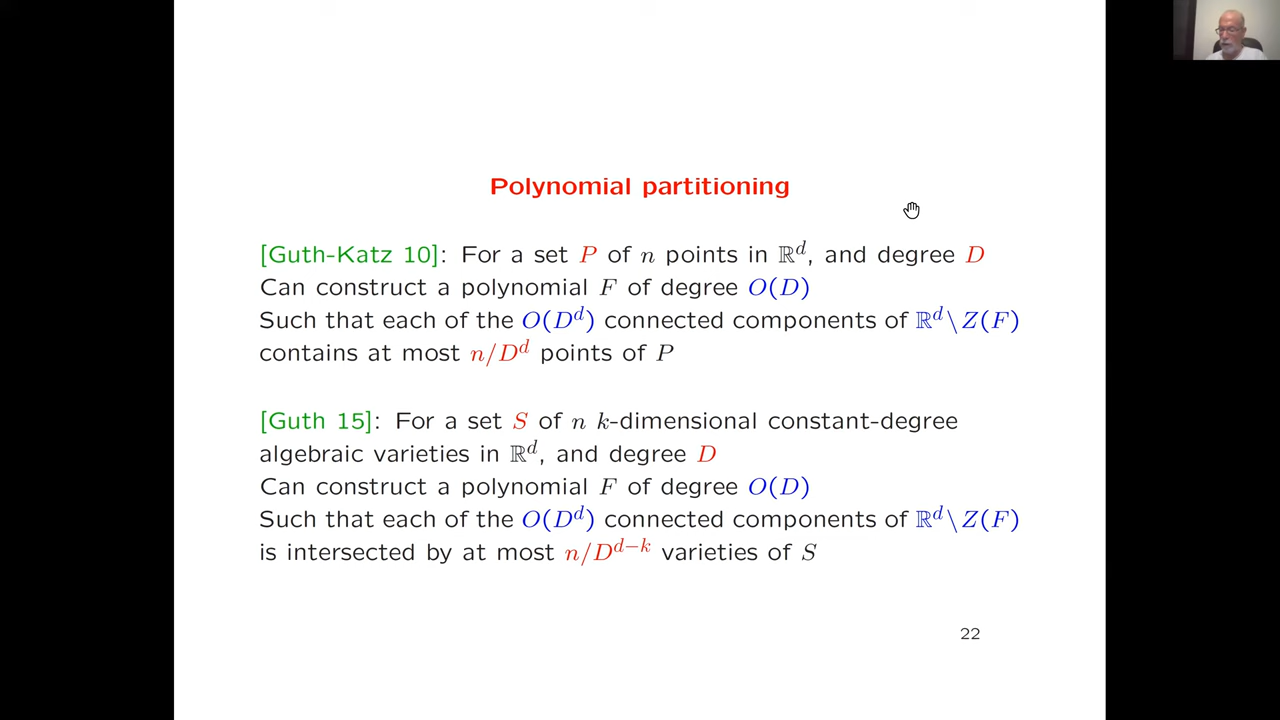 Polynomial partitioning
[Guth-Katz 10]: For a set P of n points in ℝ^d, and degree D
Can construct a polynomial F of degree O(D)
Such that each of the O(D^d) connected components of ℝ^d\Z(F)
contains at most n/D^d points of P
[Guth 15]: For a set S of n k-dimensional constant-degree
algebraic varieties in ℝ^d, and degree D
Can construct a polynomial F of degree O(D)
Such that each of the O(D^d) connected components of ℝ^d\Z(F)
is intersected by at most n/D^{d−k} varieties of S
22